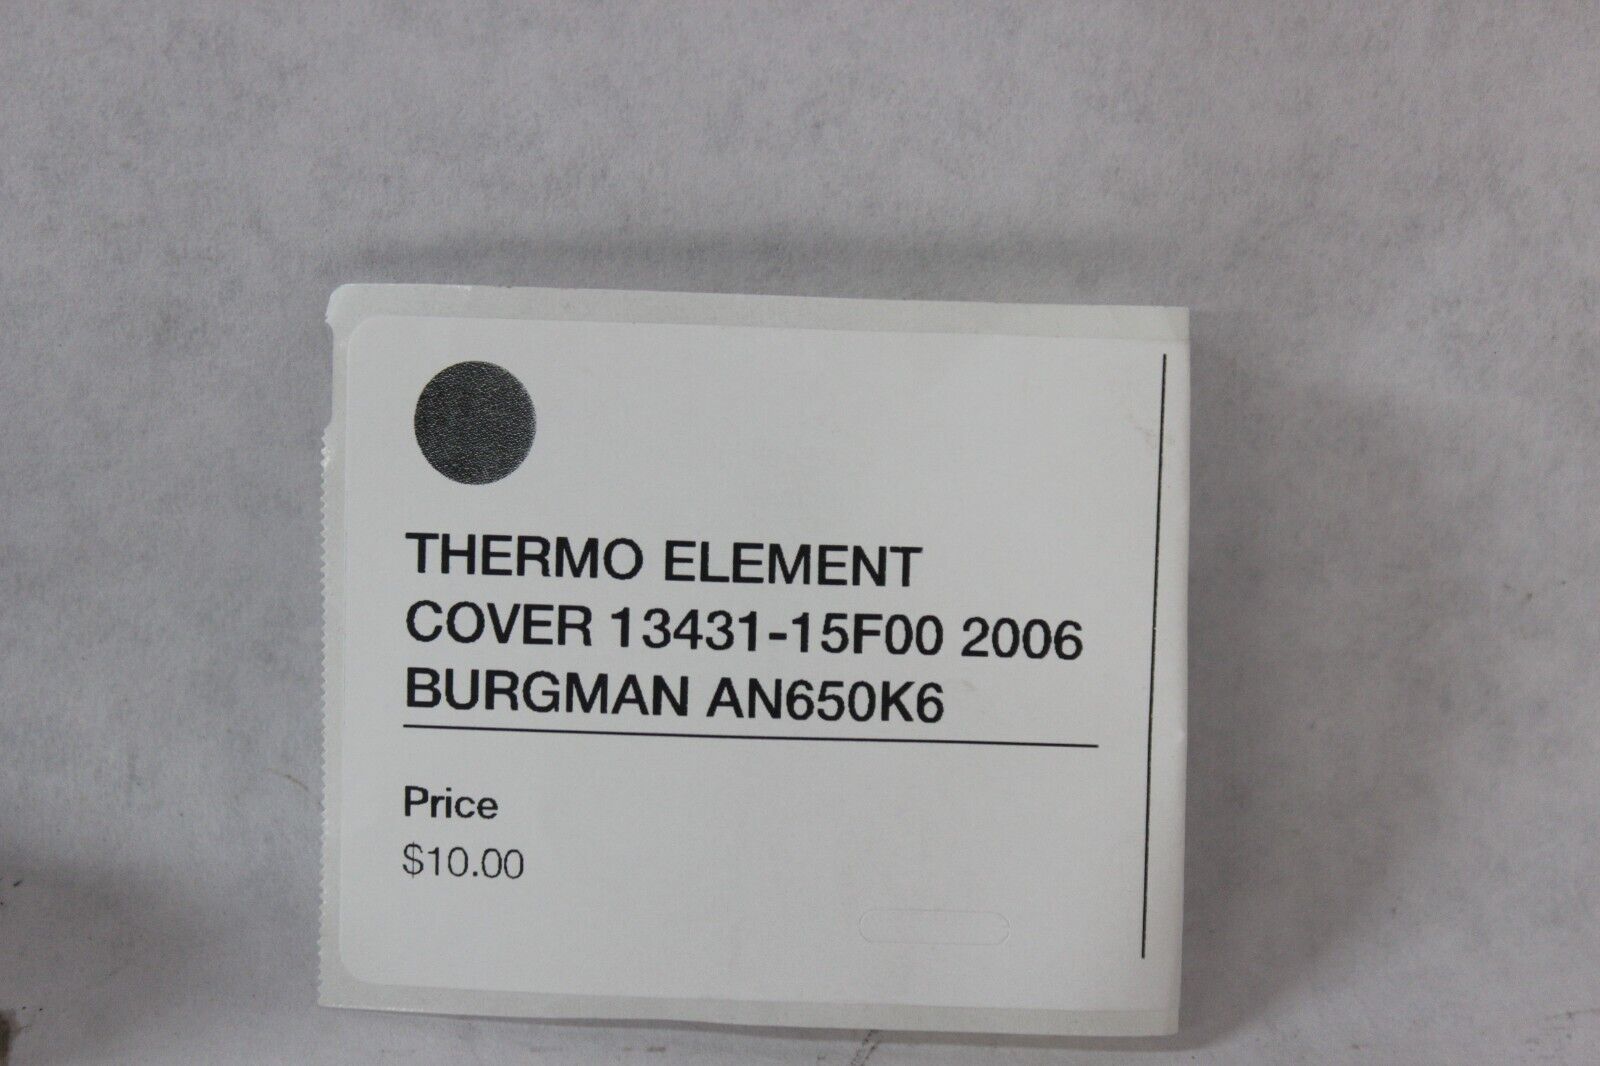 THERMO ELEMENT
COVER 13431-15F00 2006
BURGMAN AN650K6
Price
$10.00